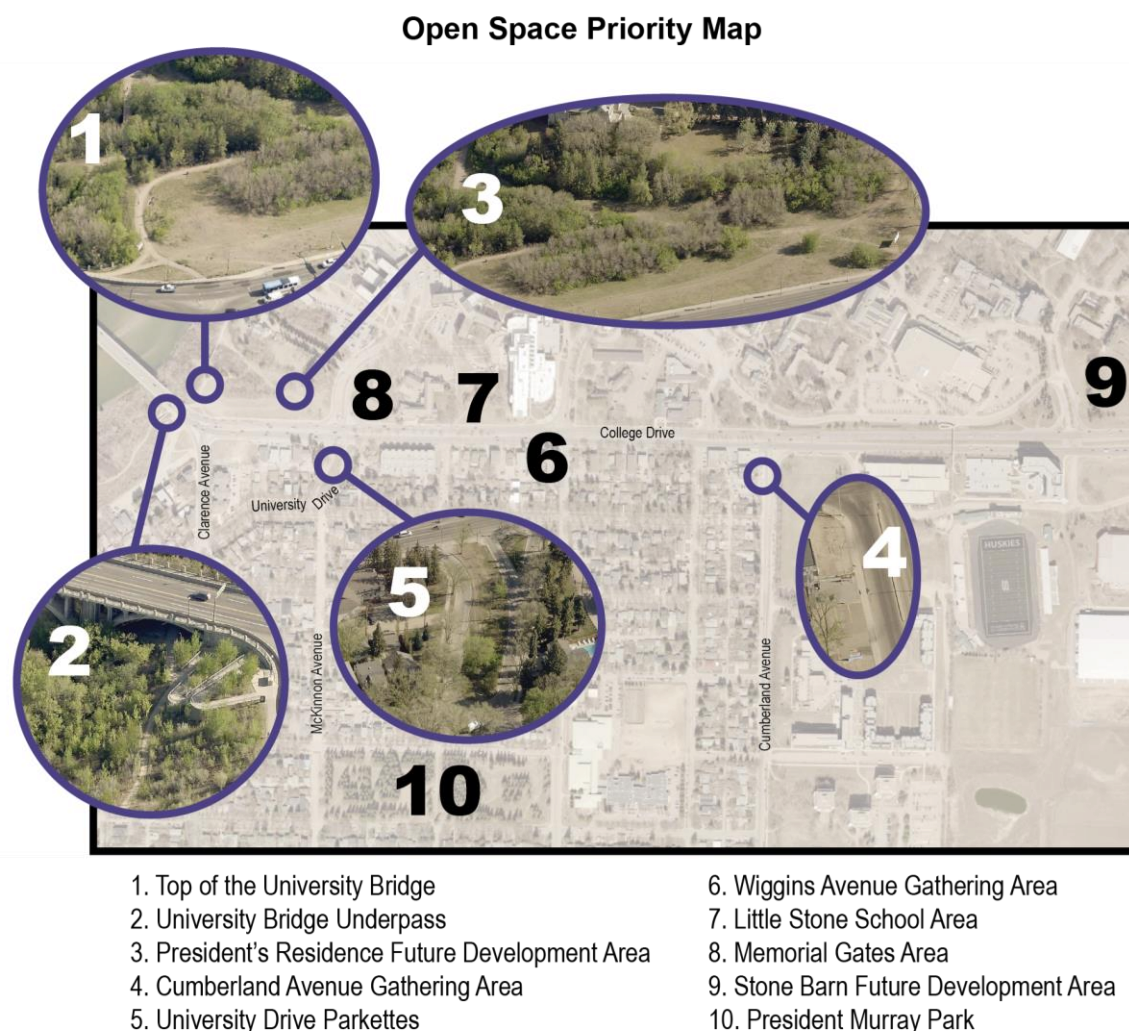 Open Space Priority Map
1
3
8
7
9
6
College Drive
Clarence Avenue
University Drive
4
5
2
HUSKIES
McKinnon Avenue
Cumberland Avenue
10
1. Top of the University Bridge
2. University Bridge Underpass
3. President's Residence Future Development Area
4. Cumberland Avenue Gathering Area
5. University Drive Parkettes
6. Wiggins Avenue Gathering Area
7. Little Stone School Area
8. Memorial Gates Area
9. Stone Barn Future Development Area
10. President Murray Park